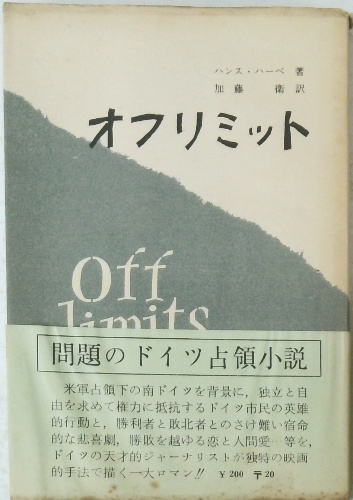 ハンス・ハーベ 著
加藤 衛 訳
オフリミット
Off
limits
問題のドイツ占領小説
米軍占領下の南ドイツを背景に，独立と自
由を求めて権力に抵抗するドイツ市民の英雄
的行動と，勝利者と敗北者とのさけ難い宿命
的な悲喜劇，勝敗を越ゆる恋と人間愛…等を，
ドイツの天才的ジャーナリストが独特の映画
的手法で描く一大ロマン!! ￥200 〒20